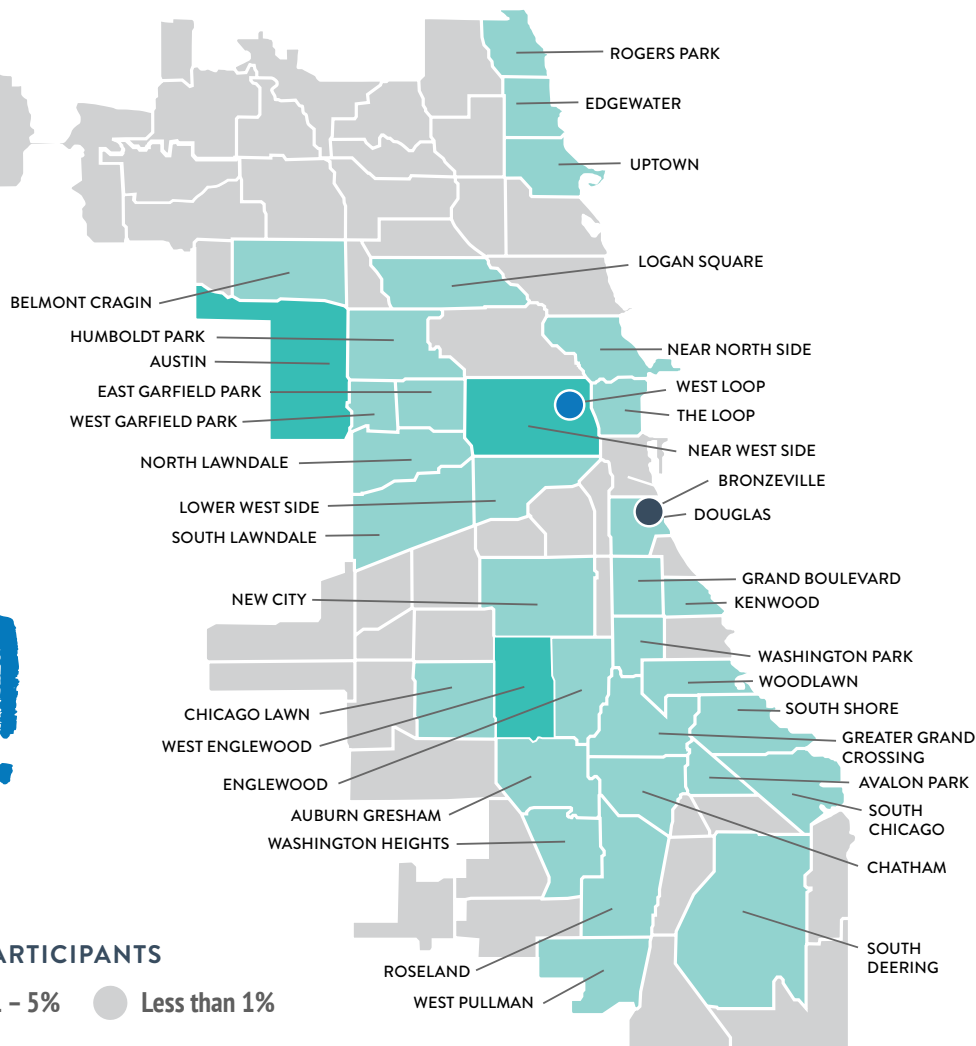 ROGERS PARK
EDGEWATER
UPTOWN
LOGAN SQUARE
BELMONT CRAGIN
HUMBOLDT PARK
NEAR NORTH SIDE
AUSTIN
WEST LOOP
EAST GARFIELD PARK
THE LOOP
WEST GARFIELD PARK
NEAR WEST SIDE
NORTH LAWNDALE
BRONZEVILLE
LOWER WEST SIDE
DOUGLAS
SOUTH LAWNDALE
GRAND BOULEVARD
NEW CITY
KENWOOD
WASHINGTON PARK
WOODLAWN
CHICAGO LAWN
SOUTH SHORE
WEST ENGLEWOOD
GREATER GRAND
CROSSING
ENGLEWOOD
AVALON PARK
AUBURN GRESHAM
SOUTH
CHICAGO
WASHINGTON HEIGHTS
CHATHAM
SOUTH
DEERING
ROSELAND
WEST PULLMAN
ARTICIPANTS
– 5%
Less than 1%